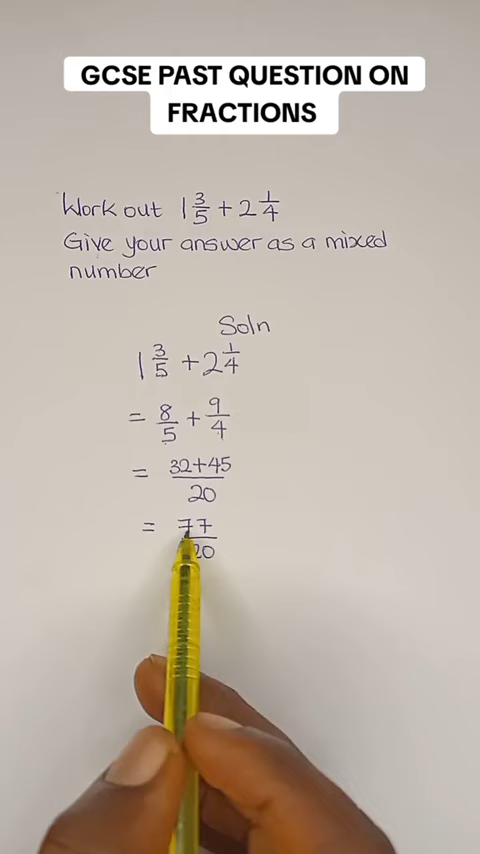 GCSE PAST QUESTION ON
FRACTIONS
Work out 1 3/5 + 2 1/4
Give your answer as a mixed
number
Soln
1 3/5 + 2 1/4
= 8/5 + 9/4
= 32+45/20
= 77/20